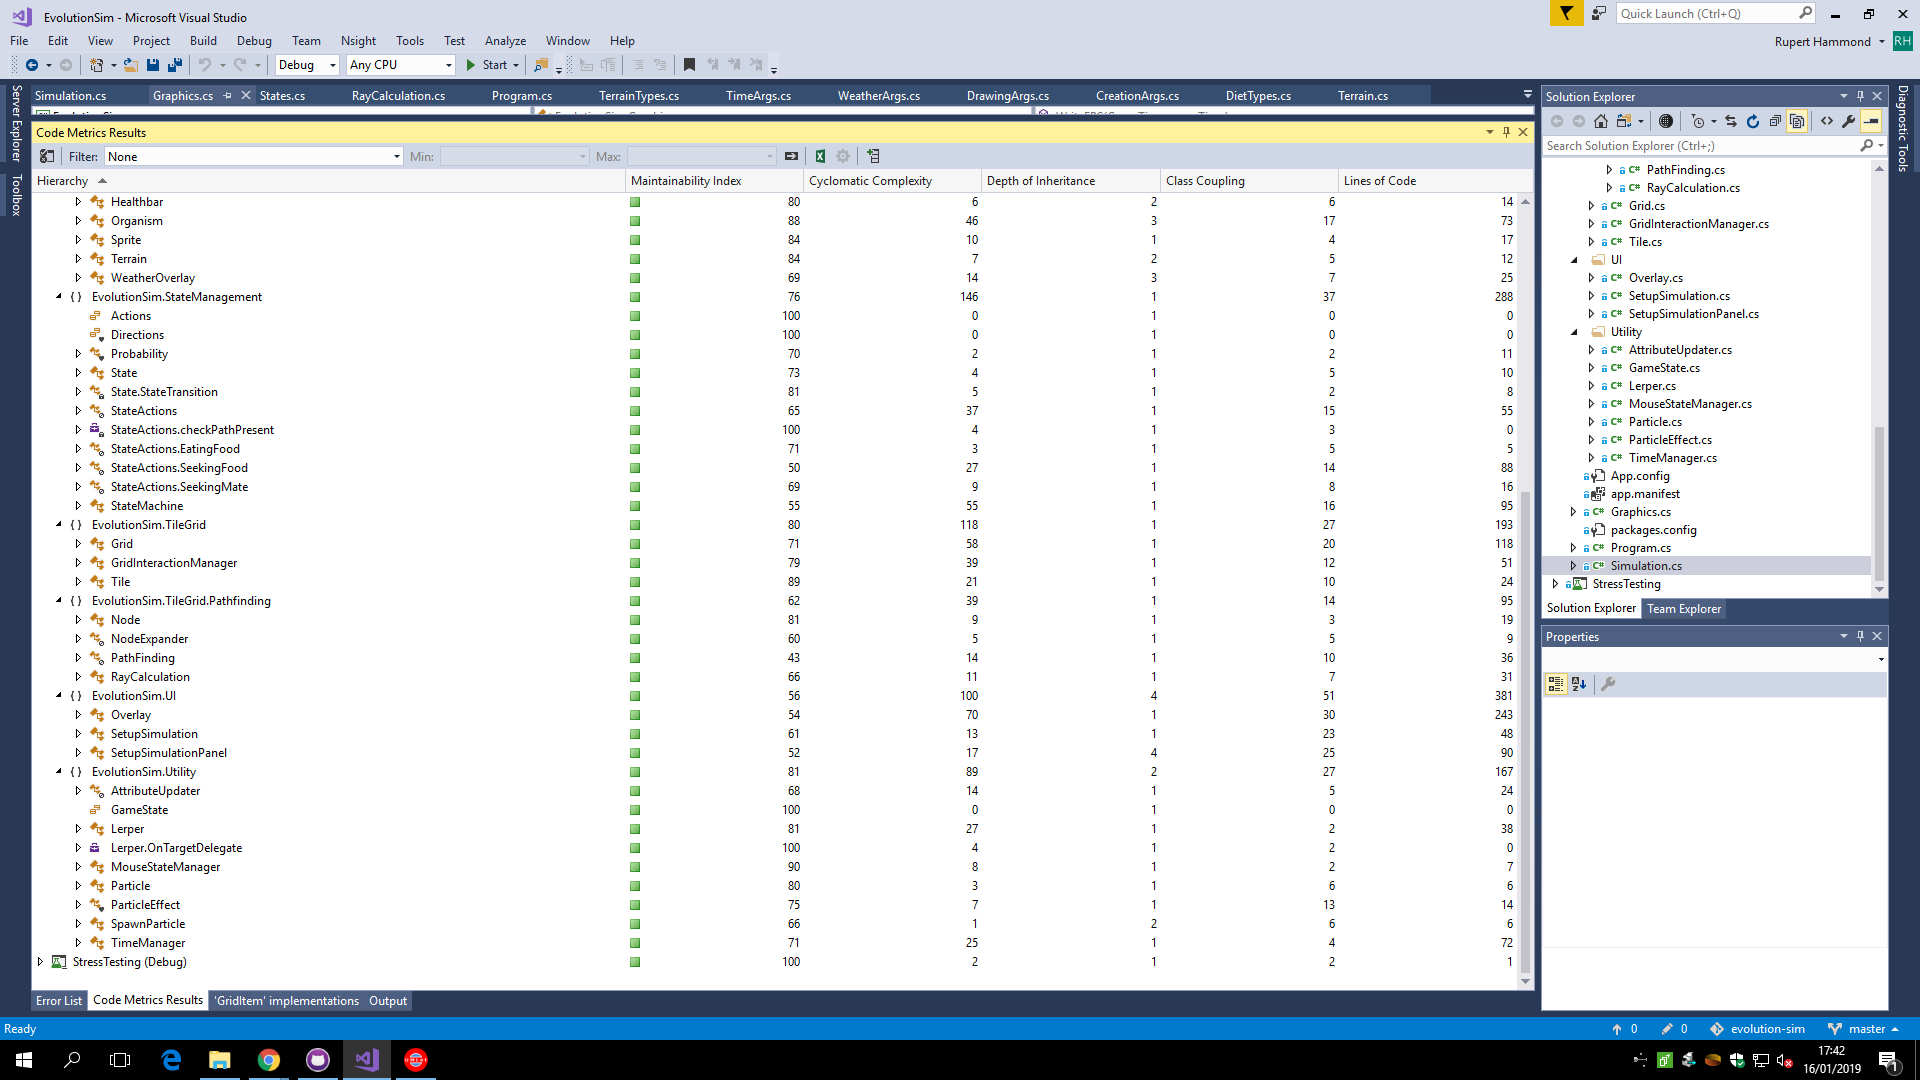 EvolutionSim - Microsoft Visual Studio
Quick Launch (Ctrl+Q)
File Edit View Project Build Debug Team Nsight Tools Test Analyze Window Help
Rupert Hammond RH
Debug Any CPU Start
Simulation.cs Graphics.cs States.cs RayCalculation.cs Program.cs TerrainTypes.cs TimeArgs.cs WeatherArgs.cs DrawingArgs.cs CreationArgs.cs DietTypes.cs Terrain.cs
Server Explorer
Toolbox
Code Metrics Results
Filter: None Min: Max:
Hierarchy Maintainability Index Cyclomatic Complexity Depth of Inheritance Class Coupling Lines of Code
Healthbar 80 6 2 6 14
Organism 88 46 3 17 73
Sprite 84 10 1 4 17
Terrain 84 7 2 5 12
WeatherOverlay 69 14 3 7 25
{ } EvolutionSim.StateManagement 76 146 1 37 288
Actions 100 0 1 0 0
Directions 100 0 1 0 0
Probability 70 2 1 2 11
State 73 4 1 5 10
State.StateTransition 81 5 1 2 8
StateActions 65 37 1 15 55
StateActions.checkPathPresent 100 4 1 3 0
StateActions.EatingFood 71 3 1 5 5
StateActions.SeekingFood 50 27 1 14 88
StateActions.SeekingMate 69 9 1 8 16
StateMachine 55 55 1 16 95
{ } EvolutionSim.TileGrid 80 118 1 27 193
Grid 71 58 1 20 118
GridInteractionManager 79 39 1 12 51
Tile 89 21 1 10 24
{ } EvolutionSim.TileGrid.Pathfinding 62 39 1 14 95
Node 81 9 1 3 19
NodeExpander 60 5 1 5 9
PathFinding 43 14 1 10 36
RayCalculation 66 11 1 7 31
{ } EvolutionSim.UI 56 100 4 51 381
Overlay 54 70 1 30 243
SetupSimulation 61 13 1 23 48
SetupSimulationPanel 52 17 4 25 90
{ } EvolutionSim.Utility 81 89 2 27 167
AttributeUpdater 68 14 1 5 24
GameState 100 0 1 0 0
Lerper 81 27 1 2 38
Lerper.OnTargetDelegate 100 4 1 2 0
MouseStateManager 90 8 1 2 7
Particle 80 3 1 6 6
ParticleEffect 75 7 1 13 14
SpawnParticle 66 1 2 6 6
TimeManager 71 25 1 4 72
StressTesting (Debug) 100 2 1 2 1
Error List Code Metrics Results 'GridItem' implementations Output
Solution Explorer
Search Solution Explorer (Ctrl+;)
C# PathFinding.cs
C# RayCalculation.cs
C# Grid.cs
C# GridInteractionManager.cs
C# Tile.cs
UI
C# Overlay.cs
C# SetupSimulation.cs
C# SetupSimulationPanel.cs
Utility
C# AttributeUpdater.cs
C# GameState.cs
C# Lerper.cs
C# MouseStateManager.cs
C# Particle.cs
C# ParticleEffect.cs
C# TimeManager.cs
App.config
app.manifest
C# Graphics.cs
packages.config
C# Program.cs
C# Simulation.cs
StressTesting
Solution Explorer Team Explorer
Properties
Diagnostic Tools
Ready 0 0 evolution-sim master
17:42
16/01/2019
1